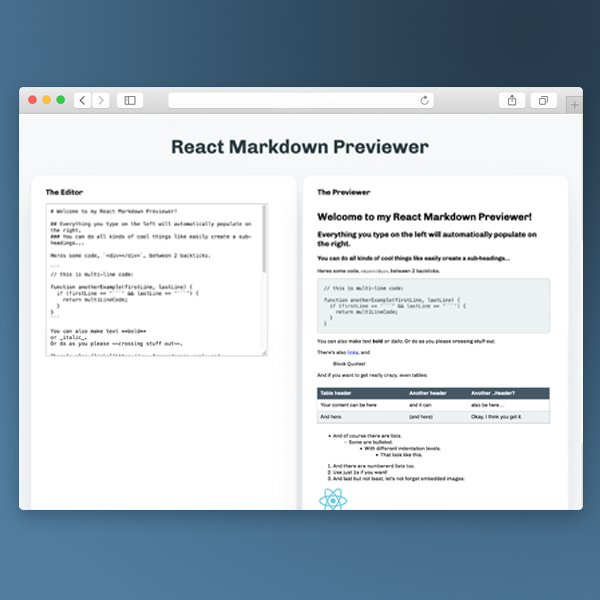 React Markdown Previewer
The Editor
# Welcome to my React Markdown Previewer!
## Everything you type on the left will automatically populate on
the right.
### You can do all kinds of cool things like easily create a sub-
headings...
Heres some code, `<div></div>`, between 2 backticks.
```
// this is multi-line code:
function anotherExample(firstLine, lastLine) {
if (firstLine == '```' && lastLine == '```') {
return multiLineCode;
}
}
```
You can also make text **bold**
or _italic_.
Or do as you please ~~crossing stuff out~~.
The Previewer
Welcome to my React Markdown Previewer!
Everything you type on the left will automatically populate on
the right.
You can do all kinds of cool things like easily create a sub-headings...
Heres some code, <div></div>, between 2 backticks.
// this is multi-line code:
function anotherExample(firstLine, lastLine) {
if (firstLine == '```' && lastLine == '```') {
return multiLineCode;
}
}
You can also make text bold or italic. Or do as you please crossing stuff out.
There's also links, and
Block Quotes!
And if you want to get really crazy, even tables:
Table header Another header Another ..Header?
Your content can be here and it can also be here...
And here. (and here) Okay, I think you get it.
And of course there are lists.
Some are bulleted.
With different indentation levels.
That look like this.
1. And there are numbererd lists too.
2. Use just 1s if you want!
3. And last but not least, let's not forget embedded images: